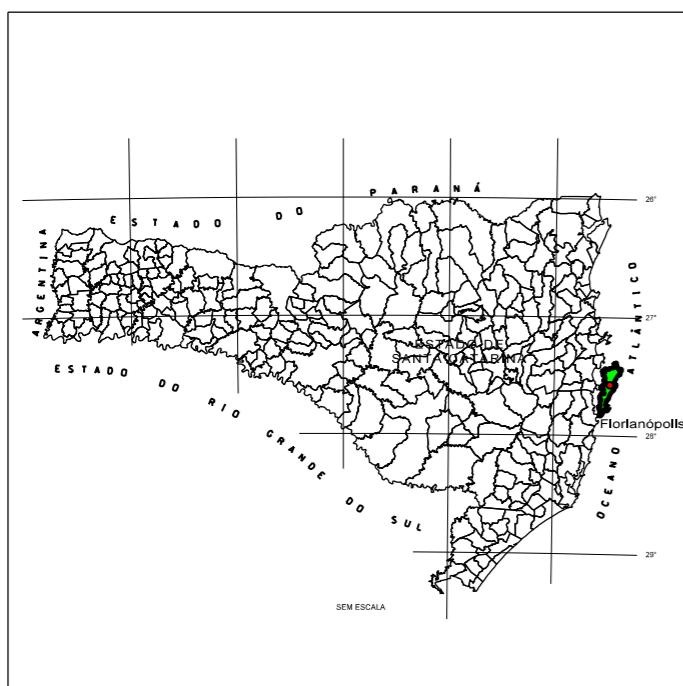 PARANÁ
ESTADO DO
26°
ARGENTINA
ATLÂNTICO
27°
ESTADO DE
SANTA CATARINA
ESTADO DO RIO GRANDE DO SUL
Florianópolis
28°
OCEANO
29°
SEM ESCALA